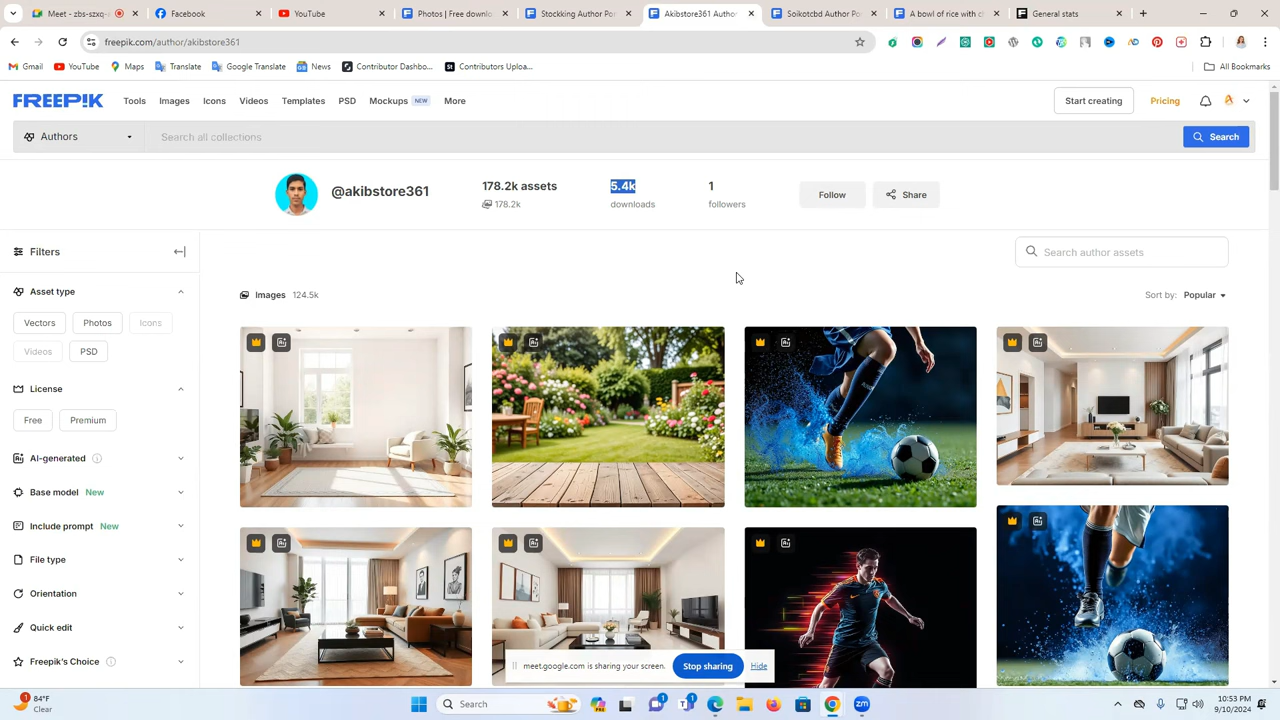 Meet - zbs-szxq-
Facebook
YouTube
Photos | Free downlo
Stockking Author Po
Akibstore361 Author
Soikotcbd Author Po
A bowl of rice with c
General stats
freepik.com/author/akibstore361
Gmail YouTube Maps Translate Google Translate News Contributor Dashbo... Contributors Uploa... All Bookmarks
FREEPIK Tools Images Icons Videos Templates PSD Mockups NEW More Start creating Pricing
Authors Search all collections Search
@akibstore361
178.2k assets
178.2k
5.4k
downloads
1
followers
Follow Share
Filters
Search author assets
Images 124.5k
Sort by: Popular
Asset type
Vectors Photos Icons
Videos PSD
License
Free Premium
AI-generated
Base model New
Include prompt New
File type
Orientation
Quick edit
Freepik's Choice
meet.google.com is sharing your screen. Stop sharing Hide
84°F
Clear
Search
10:53 PM
9/10/2024